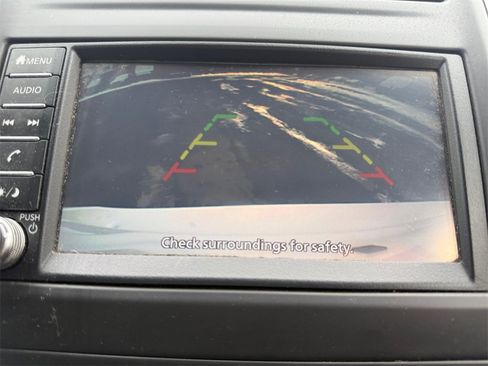 MENU
AUDIO
PUSH
Check surroundings for safety.